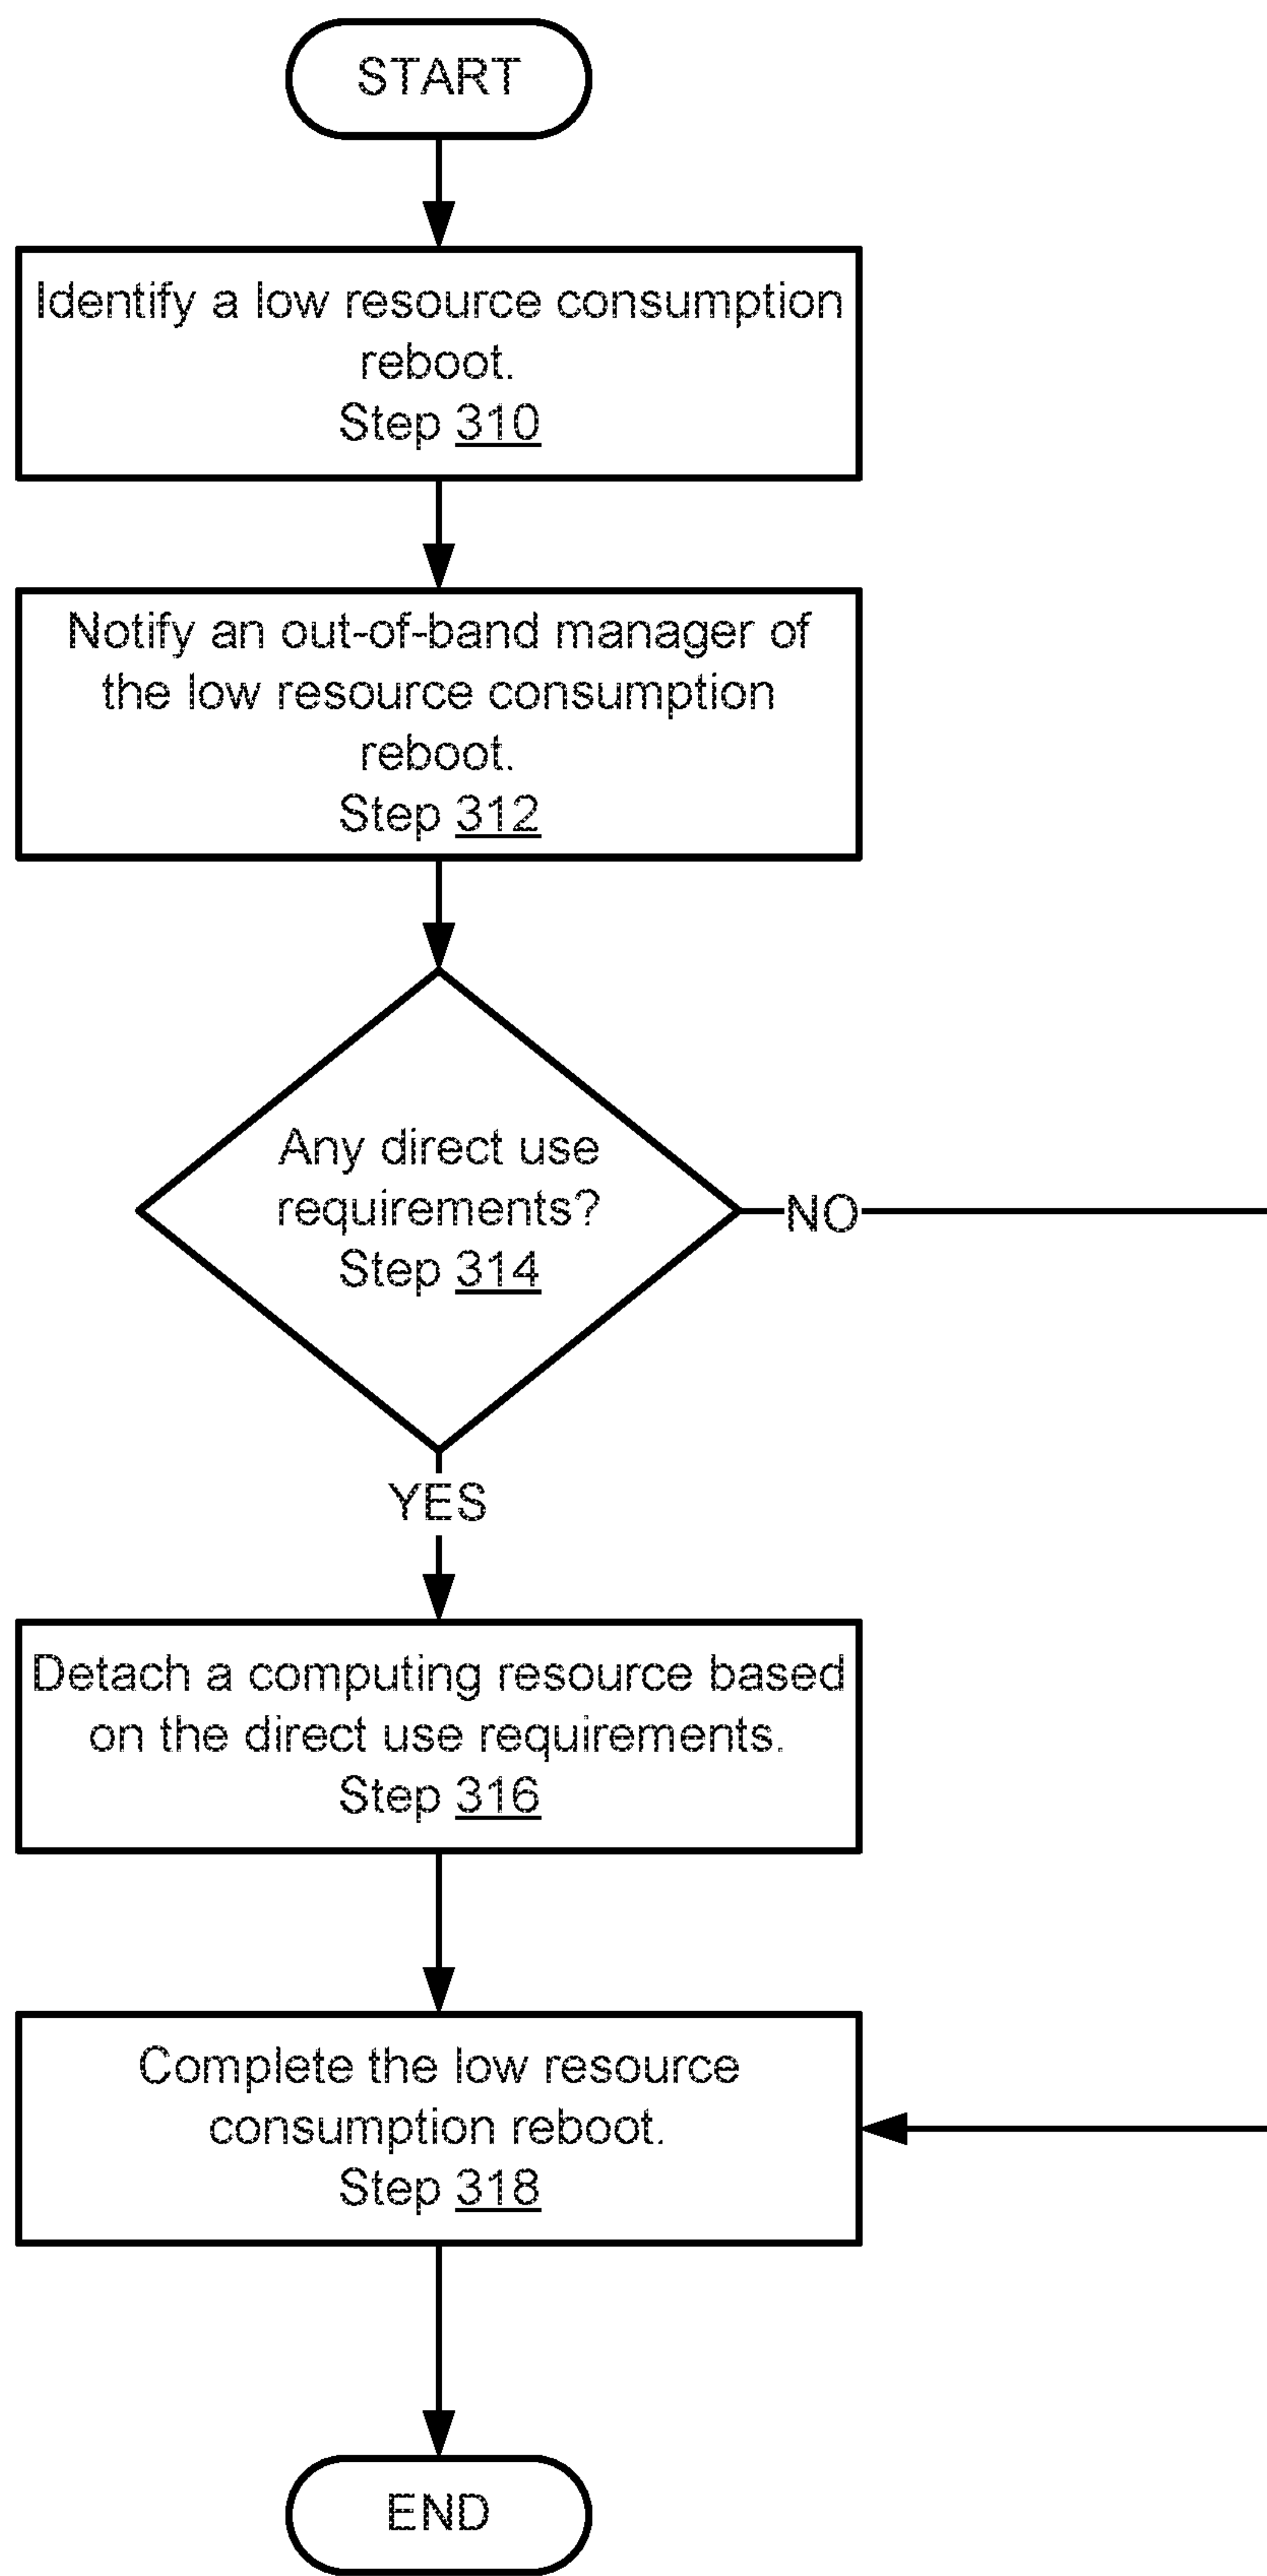 START
Identify a low resource consumption
reboot.
Step 310
Notify an out-of-band manager of
the low resource consumption
reboot.
Step 312
Any direct use
requirements?
Step 314
NO
YES
Detach a computing resource based
on the direct use requirements.
Step 316
Complete the low resource
consumption reboot.
Step 318
END